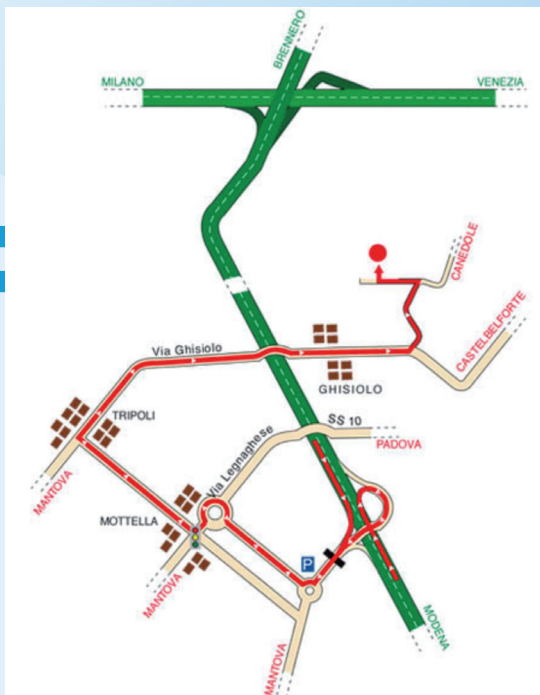 BRENNERO
MILANO
VENEZIA
CANEDOLE
CASTELBELFORTE
Via Ghisiolo
GHISIOLO
TRIPOLI
SS 10
PADOVA
Via Legnaghese
MANTOVA
MOTTELLA
P
MANTOVA
MODENA
MANTOVA